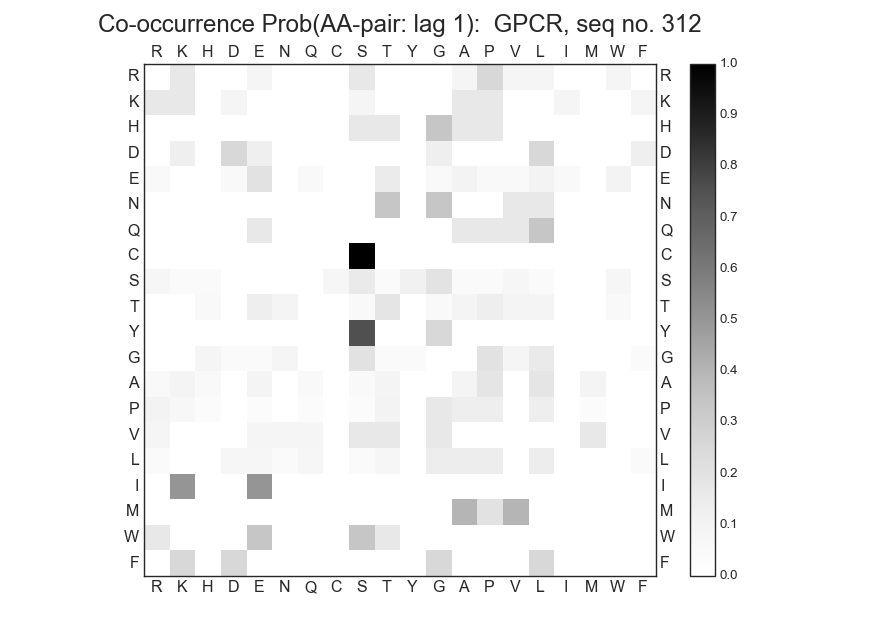 Co-occurrence Prob(AA-pair: lag 1):  GPCR, seq no. 312
R K H D E N Q C S T Y G A P V L I M W F
R R 1.0
K K 0.9
H H
D D 0.8
E E
N N 0.7
Q Q
C C 0.6
S S
T T 0.5
Y Y
G G 0.4
A A
P P 0.3
V V
L L 0.2
I I
M M 0.1
W W
F F 0.0
R K H D E N Q C S T Y G A P V L I M W F